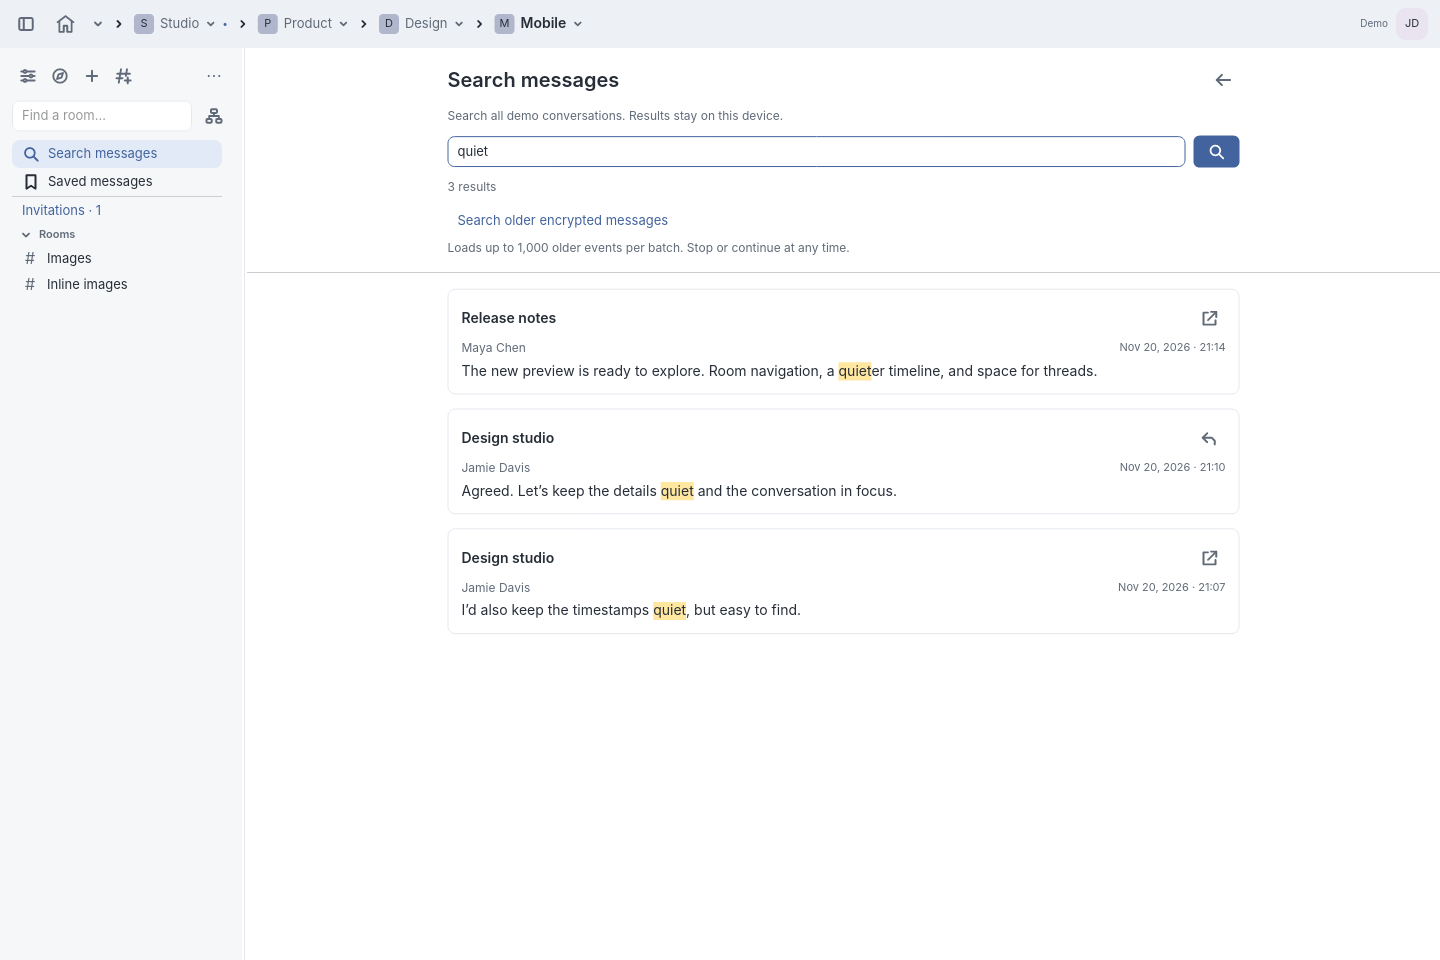 S Studio
P Product
D Design
M Mobile
Demo
JD
Find a room...
Search messages
Saved messages
Invitations · 1
Rooms
# Images
# Inline images
Search messages
Search all demo conversations. Results stay on this device.
quiet
3 results
Search older encrypted messages
Loads up to 1,000 older events per batch. Stop or continue at any time.
Release notes
Maya Chen
Nov 20, 2026 · 21:14
The new preview is ready to explore. Room navigation, a quieter timeline, and space for threads.
Design studio
Jamie Davis
Nov 20, 2026 · 21:10
Agreed. Let’s keep the details quiet and the conversation in focus.
Design studio
Jamie Davis
Nov 20, 2026 · 21:07
I’d also keep the timestamps quiet, but easy to find.